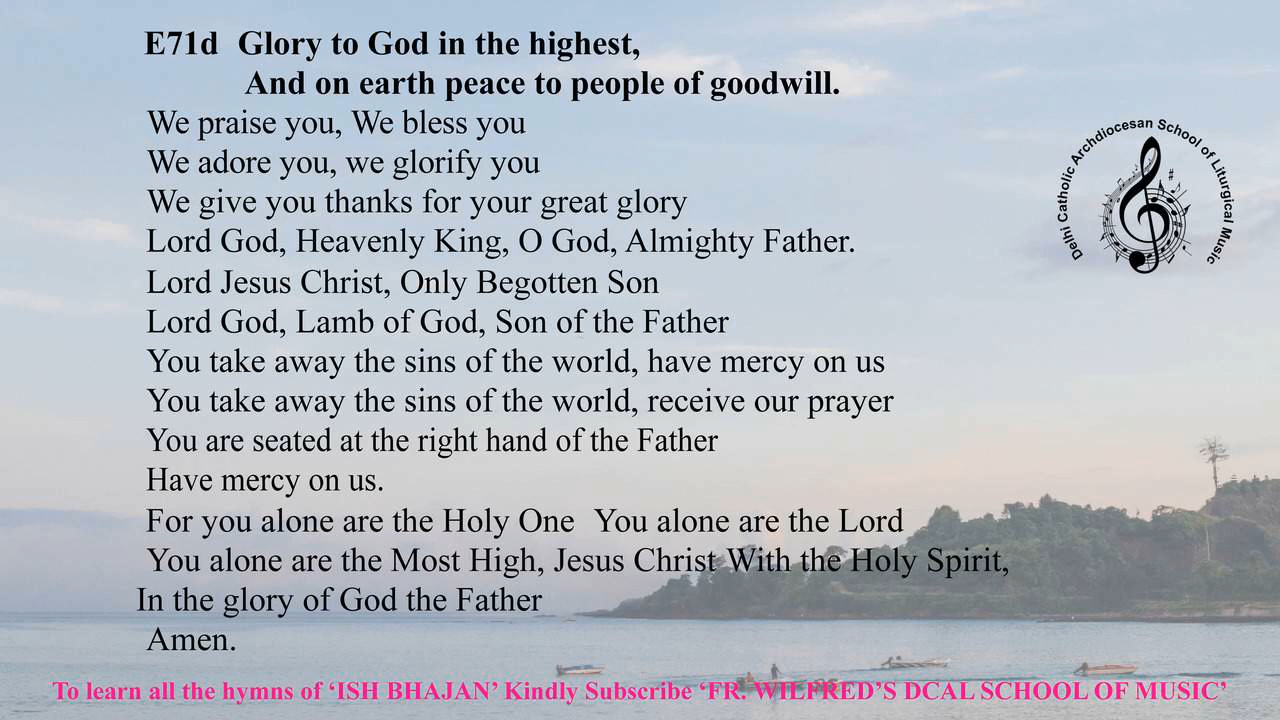 E71d Glory to God in the highest,
And on earth peace to people of goodwill.
We praise you, We bless you
We adore you, we glorify you
We give you thanks for your great glory
Lord God, Heavenly King, O God, Almighty Father.
Lord Jesus Christ, Only Begotten Son
Lord God, Lamb of God, Son of the Father
You take away the sins of the world, have mercy on us
You take away the sins of the world, receive our prayer
You are seated at the right hand of the Father
Have mercy on us.
For you alone are the Holy One You alone are the Lord
You alone are the Most High, Jesus Christ With the Holy Spirit,
In the glory of God the Father
Amen.
Delhi Catholic Archdiocesan School of Liturgical Music
To learn all the hymns of ‘ISH BHAJAN’ Kindly Subscribe ‘FR. WILFRED’S DCAL SCHOOL OF MUSIC’